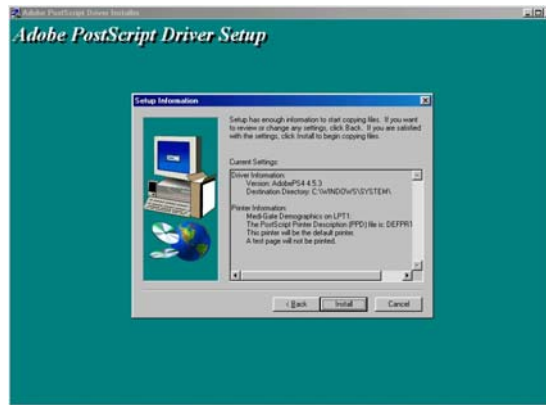 Adobe PostScript Driver Installer
Adobe PostScript Driver Setup
Setup Information
Setup has enough information to start copying files. If you want
to review or change any settings, click Back. If you are satisfied
with the settings, click Install to begin copying files.
Current Settings:
Driver Information:
Version: AdobePS4 4.5.3
Destination Directory: C:\WINDOWS\SYSTEM\
Printer Information:
Medi-Gate Demographics on LPT1:
The PostScript Printer Description (PPD) file is: DEFPR1
This printer will be the default printer.
A test page will not be printed.
< Back Install Cancel